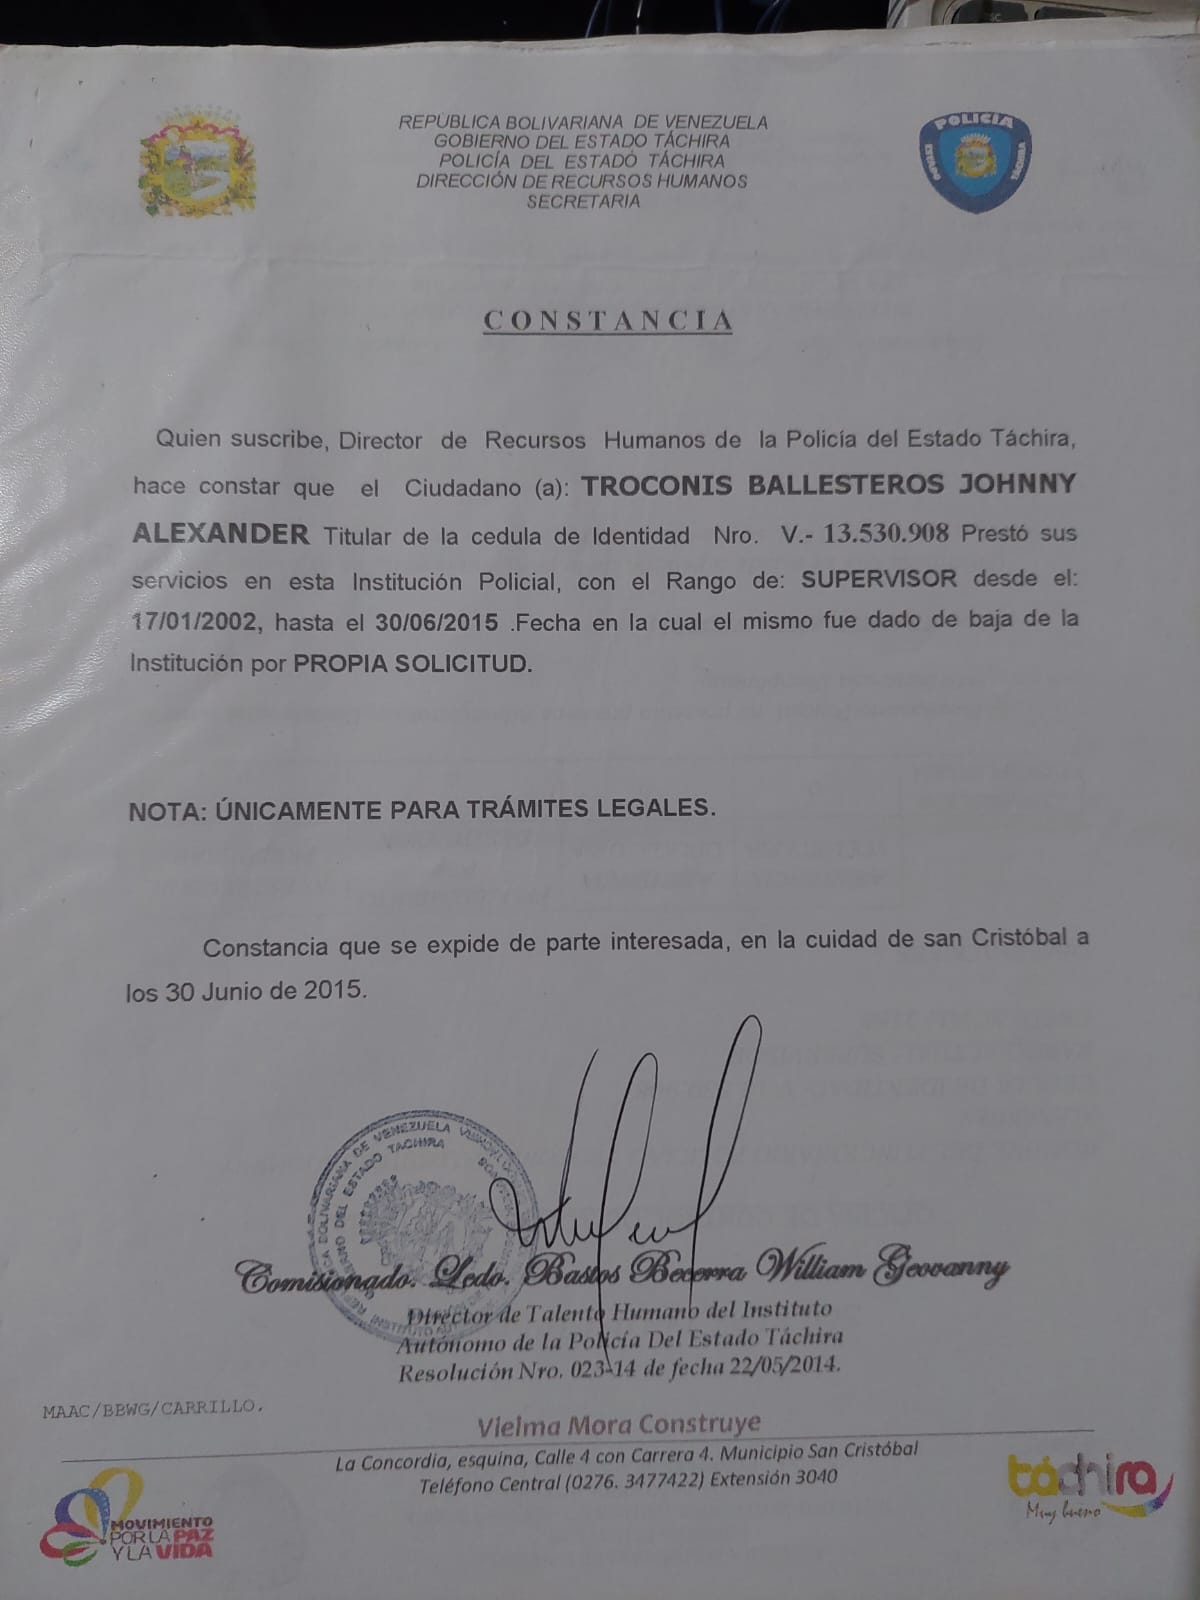 REPUBLICA BOLIVARIANA DE VENEZUELA
GOBIERNO DEL ESTADO TÁCHIRA
POLICÍA DEL ESTADO TÁCHIRA
DIRECCIÓN DE RECURSOS HUMANOS
SECRETARIA
POLICIA
ESTADO TÁCHIRA
CONSTANCIA
Quien suscribe, Director de Recursos Humanos de la Policía del Estado Táchira,
hace constar que el Ciudadano (a): TROCONIS BALLESTEROS JOHNNY
ALEXANDER Titular de la cedula de Identidad Nro. V.- 13.530.908 Prestó sus
servicios en esta Institución Policial, con el Rango de: SUPERVISOR desde el:
17/01/2002, hasta el 30/06/2015 .Fecha en la cual el mismo fue dado de baja de la
Institución por PROPIA SOLICITUD.
NOTA: ÚNICAMENTE PARA TRÁMITES LEGALES.
Constancia que se expide de parte interesada, en la cuidad de san Cristóbal a
los 30 Junio de 2015.
BOLIVARIANA DE VENEZUELA
DEL ESTADO TACHIRA
Comisionado. Lcdo. Bastos Becerra William Geovanny
Director de Talento Humano del Instituto
Autónomo de la Policía Del Estado Táchira
Resolución Nro. 023-14 de fecha 22/05/2014.
MAAC/BBWG/CARRILLO.
Vielma Mora Construye
La Concordia, esquina, Calle 4 con Carrera 4. Municipio San Cristóbal
Teléfono Central (0276. 3477422) Extensión 3040
MOVIMIENTO
POR LA PAZ
Y LA VIDA
táchira
Muy bueno